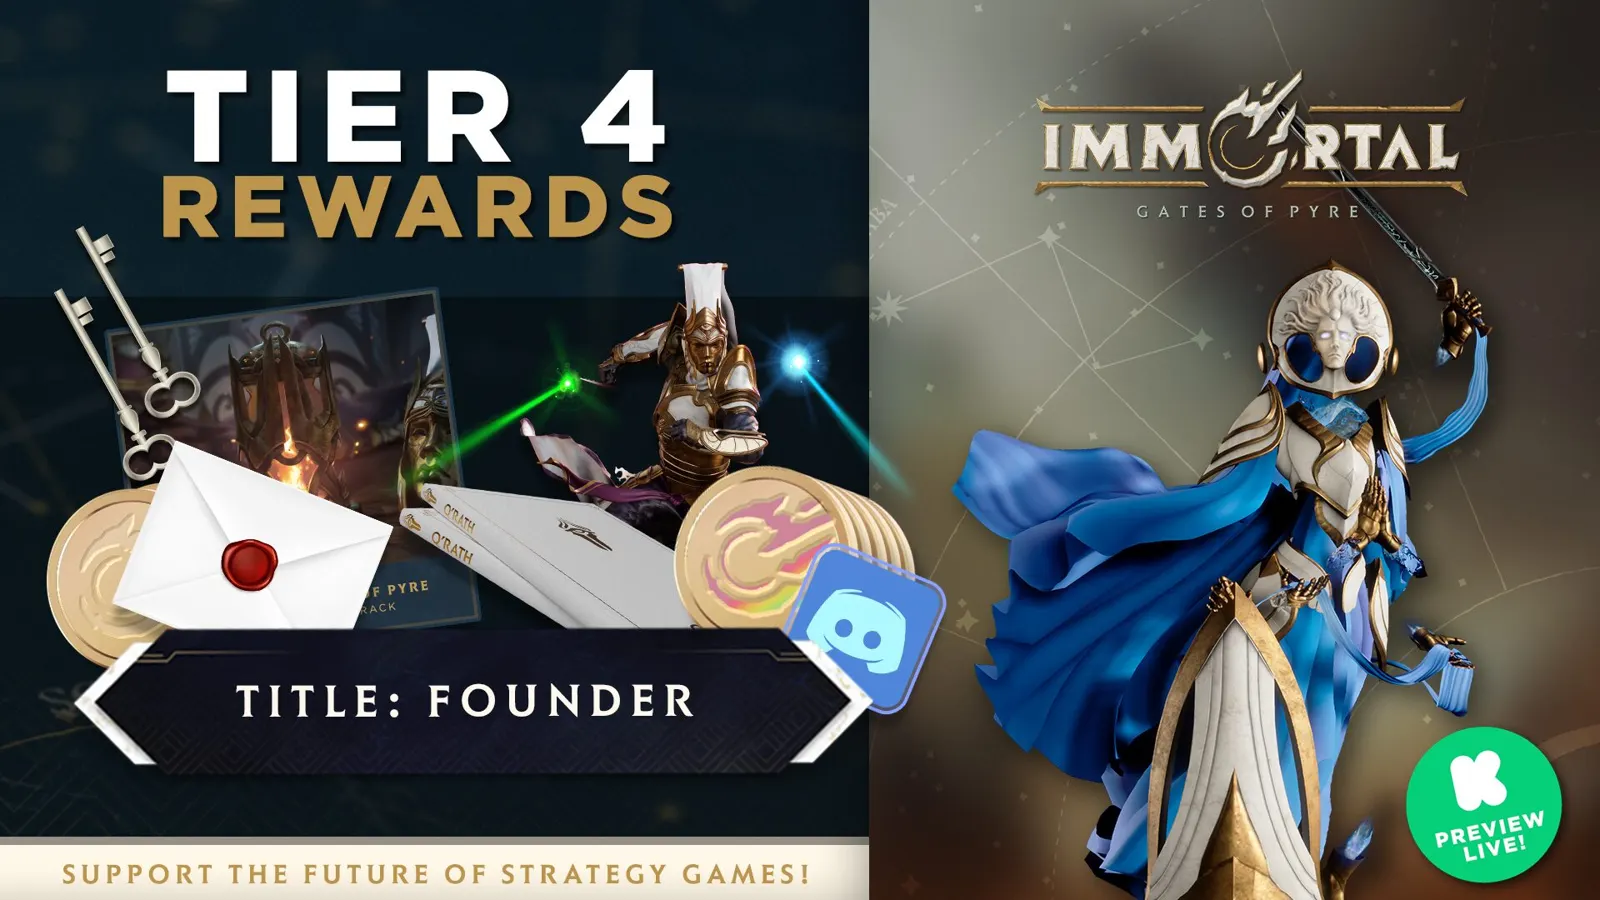 TIER 4
REWARDS
O'RATH
O'RATH
OF PYRE
RACK
TITLE: FOUNDER
SUPPORT THE FUTURE OF STRATEGY GAMES!
IMMORTAL
GATES OF PYRE
PREVIEW
LIVE!